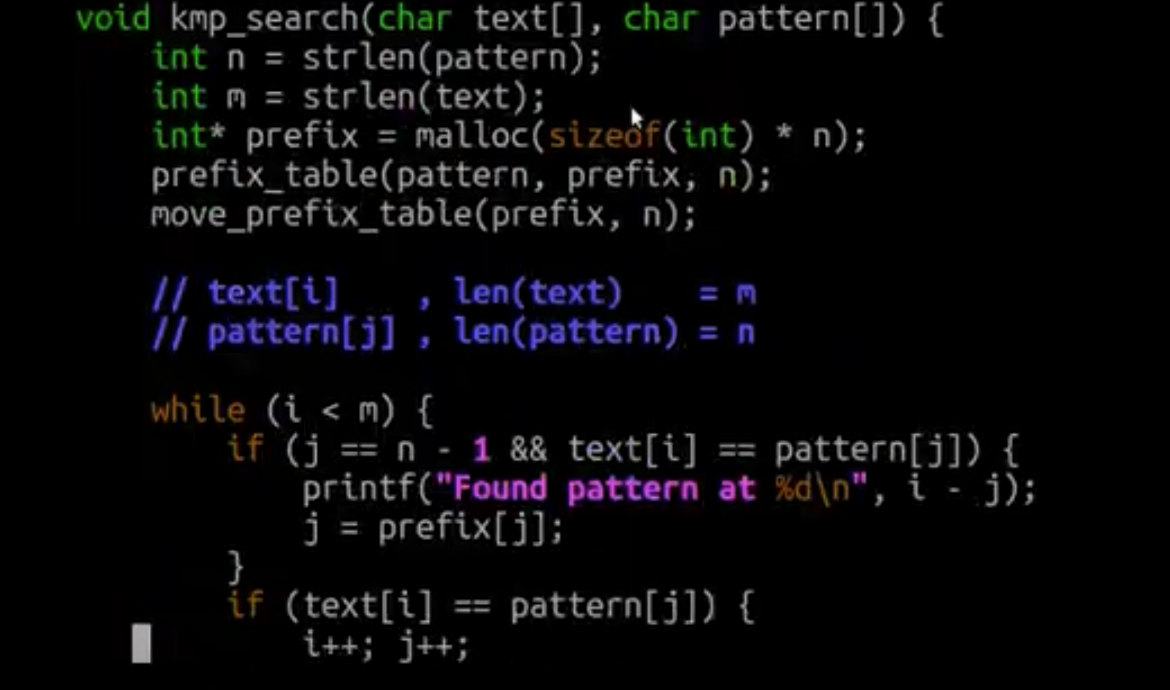 void kmp_search(char text[], char pattern[]) {
int n = strlen(pattern);
int m = strlen(text);
int* prefix = malloc(sizeof(int) * n);
prefix_table(pattern, prefix, n);
move_prefix_table(prefix, n);
// text[i]    , len(text)    = m
// pattern[j] , len(pattern) = n
while (i < m) {
if (j == n - 1 && text[i] == pattern[j]) {
printf("Found pattern at %d\n", i - j);
j = prefix[j];
}
if (text[i] == pattern[j]) {
i++; j++;